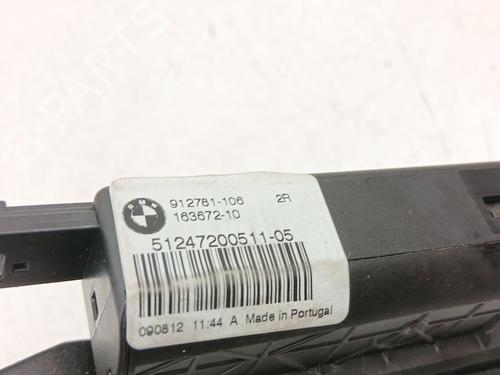 B-PARTS
BMW
912781-106 2R
163672-10
51247200511-05
090812 11:44 A Made in Portugal